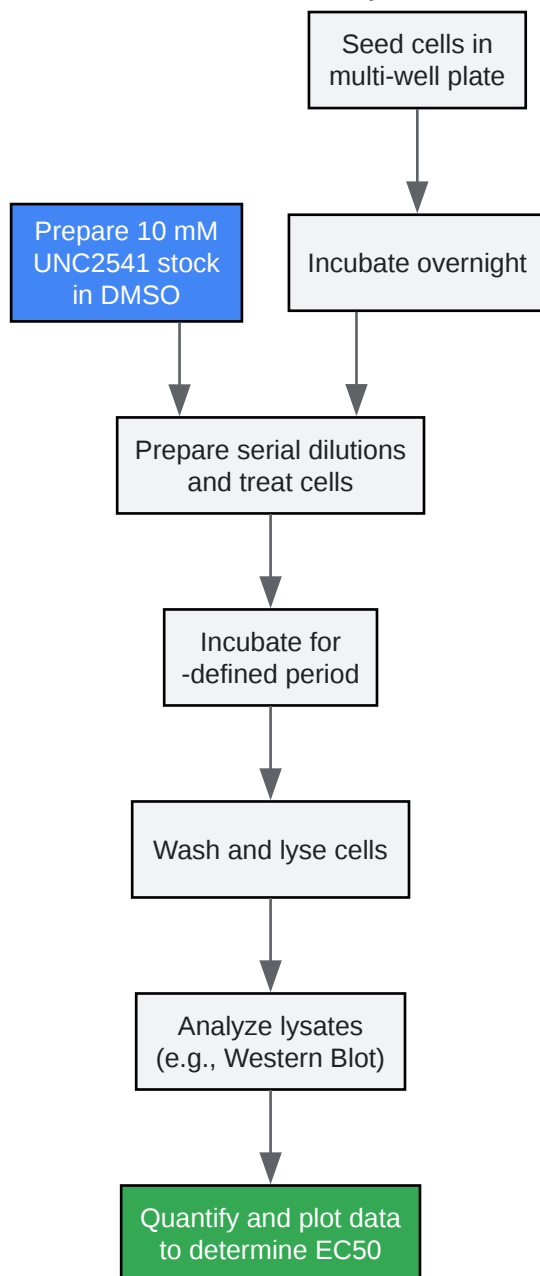 Seed cells in
multi-well plate
Prepare 10 mM
UNC2541 stock
in DMSO
Incubate overnight
Prepare serial dilutions
and treat cells
Incubate for
-defined period
Wash and lyse cells
Analyze lysates
(e.g., Western Blot)
Quantify and plot data
to determine EC50